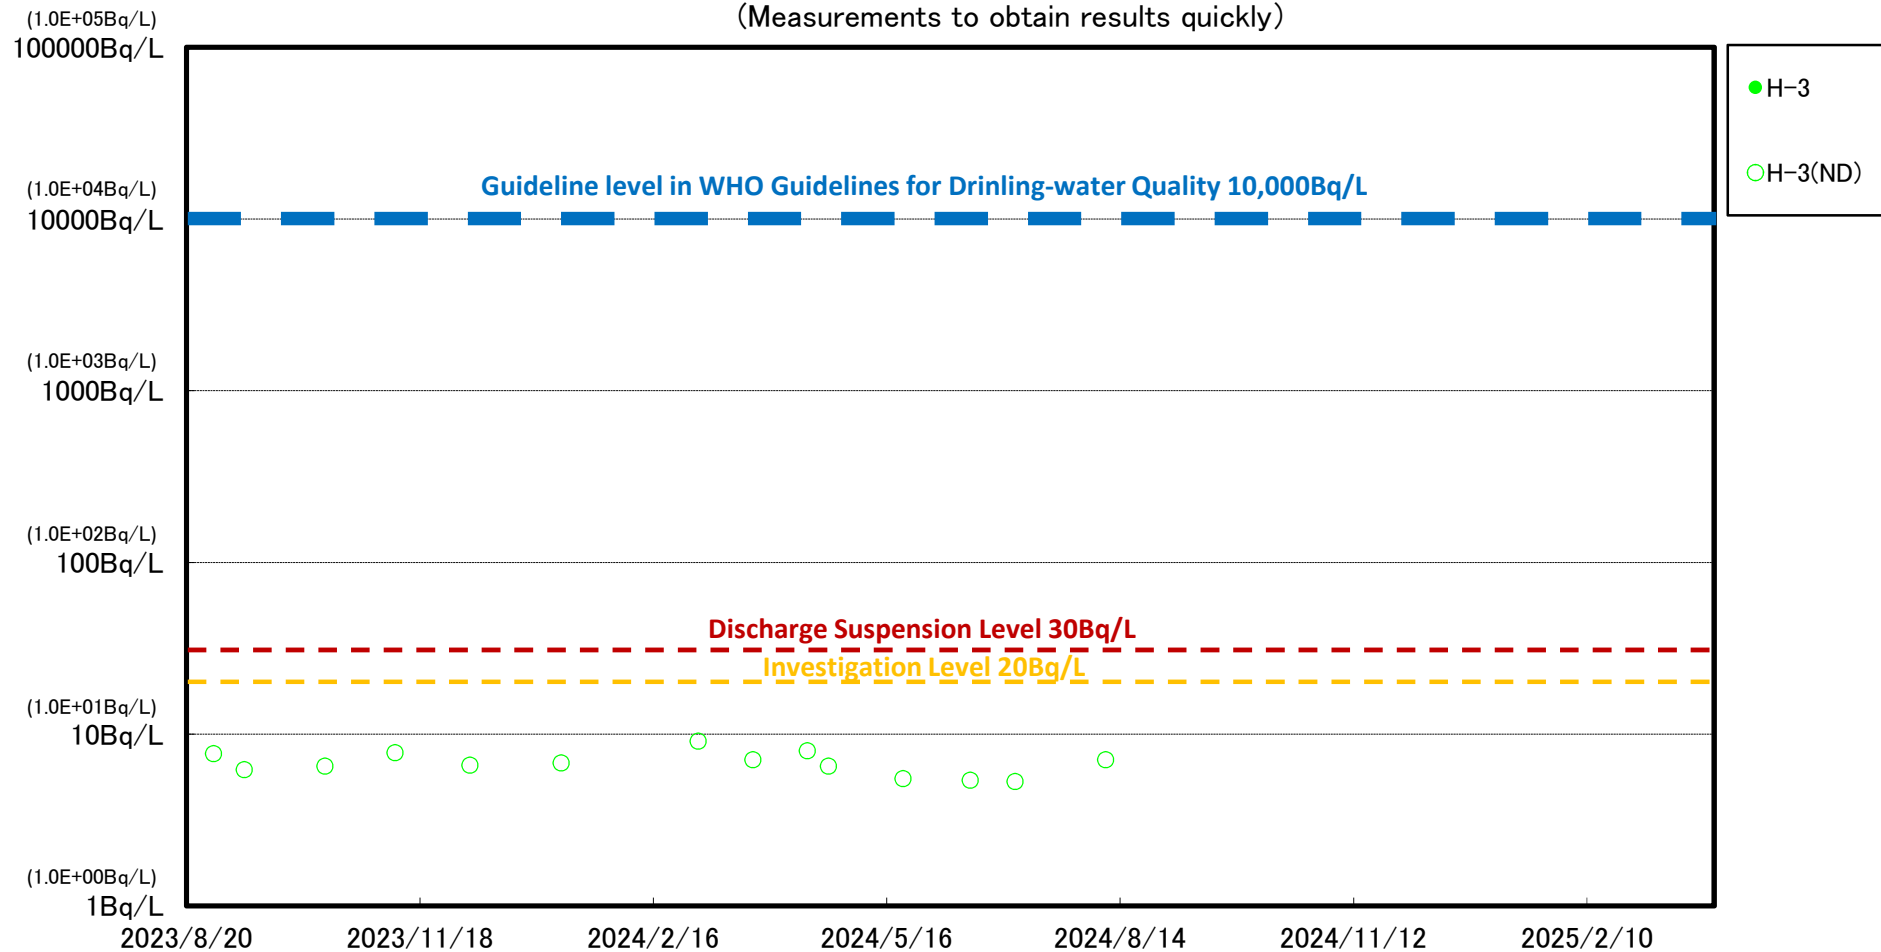 (Measurements to obtain results quickly)
(1.0E+05Bq/L)
100000Bq/L
H-3
H-3(ND)
(1.0E+04Bq/L)
10000Bq/L
Guideline level in WHO Guidelines for Drinling-water Quality 10,000Bq/L
(1.0E+03Bq/L)
1000Bq/L
(1.0E+02Bq/L)
100Bq/L
Discharge Suspension Level 30Bq/L
Investigation Level 20Bq/L
(1.0E+01Bq/L)
10Bq/L
(1.0E+00Bq/L)
1Bq/L
2023/8/20 2023/11/18 2024/2/16 2024/5/16 2024/8/14 2024/11/12 2025/2/10